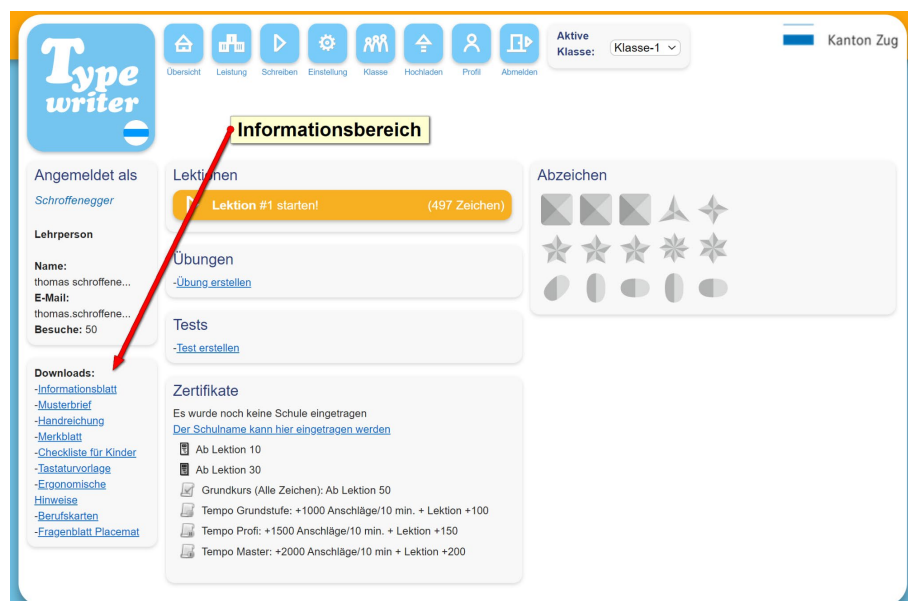 Type
writer
Übersicht
Leistung
Schreiben
Einstellung
Klasse
Hochladen
Profil
Abmelden
Aktive
Klasse:
Klasse-1
Kanton Zug
Informationsbereich
Angemeldet als
Schroffenegger
Lehrperson
Name:
thomas schroffene...
E-Mail:
thomas.schroffene...
Besuche: 50
Downloads:
-Informationsblatt
-Musterbrief
-Handreichung
-Merkblatt
-Checkliste für Kinder
-Tastaturvorlage
-Ergonomische
Hinweise
-Berufskarten
-Fragenblatt Placemat
Lektionen
Lektion #1 starten! (497 Zeichen)
Übungen
-Übung erstellen
Tests
-Test erstellen
Zertifikate
Es wurde noch keine Schule eingetragen
Der Schulname kann hier eingetragen werden
Ab Lektion 10
Ab Lektion 30
Grundkurs (Alle Zeichen): Ab Lektion 50
Tempo Grundstufe: +1000 Anschläge/10 min. + Lektion +100
Tempo Profi: +1500 Anschläge/10 min. + Lektion +150
Tempo Master: +2000 Anschläge/10 min + Lektion +200
Abzeichen